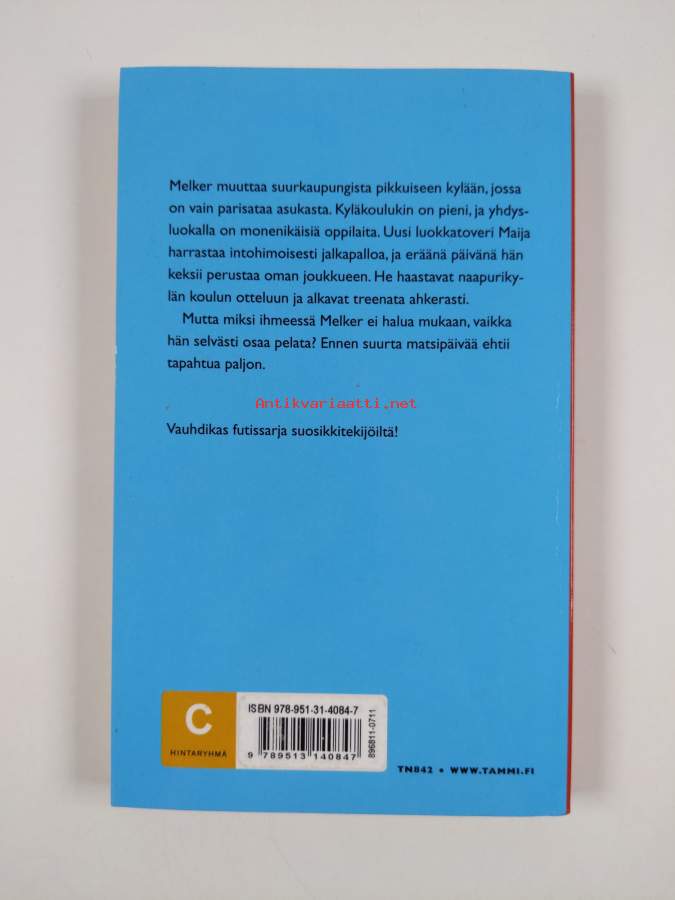 Melker muuttaa suurkaupungista pikkuiseen kylään, jossa
on vain parisataa asukasta. Kyläkoulukin on pieni, ja yhdys-
luokalla on monenikäisiä oppilaita. Uusi luokkatoveri Maija
harrastaa intohimoisesti jalkapalloa, ja eräänä päivänä hän
keksii perustaa oman joukkueen. He haastavat naapuriky-
län koulun otteluun ja alkavat treenata ahkerasti.
Mutta miksi ihmeessä Melker ei halua mukaan, vaikka
hän selvästi osaa pelata? Ennen suurta matsipäivää ehtii
tapahtua paljon.
Antikvariaatti.net
Vauhdikas futissarja suosikkitekijöiltä!
C
HINTARYHMÄ
ISBN 978-951-31-4084-7
9 789513 140847
896811-0711
TN842 • WWW.TAMMI.FI